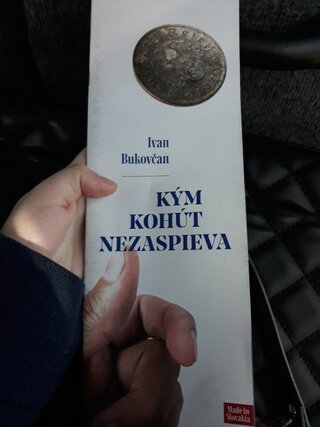 Ivan
Bukovčan
KÝM
KOHÚT
NEZASPIEVA
Made in
Slovakia